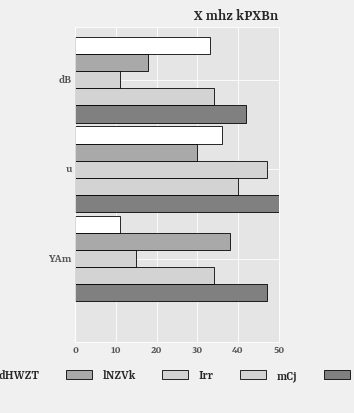 X mhz kPXBn
dB
u
YAm
0 10 20 30 40 50
dHWZT lNZVk Irr mCj